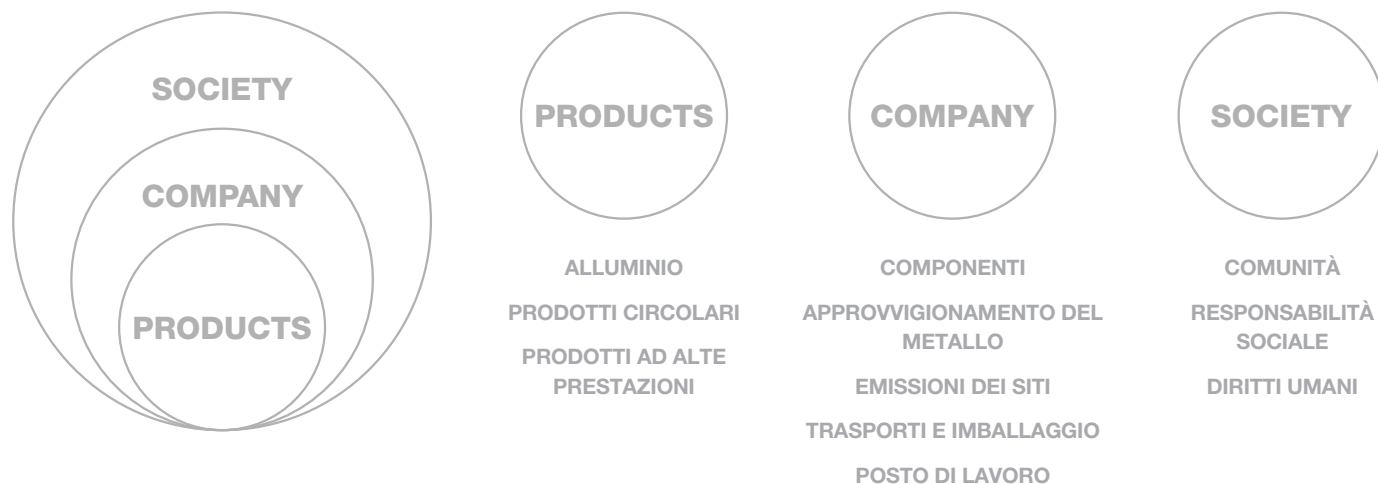 SOCIETY
COMPANY
PRODUCTS
PRODUCTS
ALLUMINIO
PRODOTTI CIRCOLARI
PRODOTTI AD ALTE
PRESTAZIONI
COMPANY
COMPONENTI
APPROVVIGIONAMENTO DEL
METALLO
EMISSIONI DEI SITI
TRASPORTI E IMBALLAGGIO
POSTO DI LAVORO
SOCIETY
COMUNITÀ
RESPONSABILITÀ
SOCIALE
DIRITTI UMANI